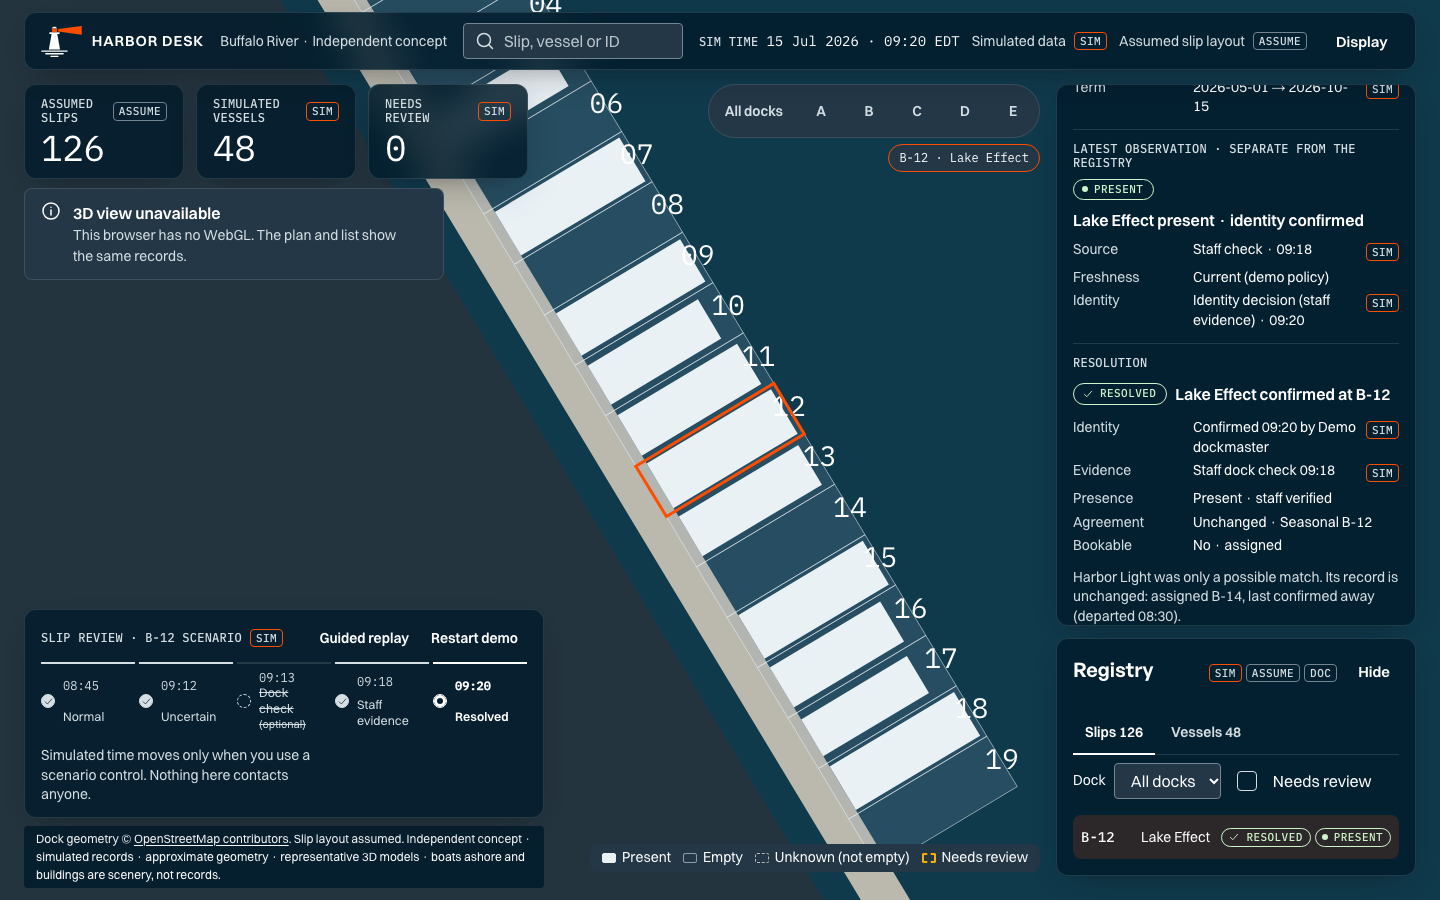 04
HARBOR DESK
Buffalo River · Independent concept
Slip, vessel or ID
SIM TIME 15 Jul 2026 · 09:20 EDT
Simulated data SIM
Assumed slip layout ASSUME
Display
ASSUMED SLIPS ASSUME
126
SIMULATED VESSELS SIM
48
NEEDS REVIEW SIM
0
3D view unavailable
This browser has no WebGL. The plan and list show
the same records.
06
07
08
09
10
11
12
13
14
15
16
17
18
19
All docks A B C D E
B-12 · Lake Effect
Term 2026-05-01 → 2026-10- SIM
15
LATEST OBSERVATION · SEPARATE FROM THE
REGISTRY
PRESENT
Lake Effect present · identity confirmed
Source Staff check · 09:18 SIM
Freshness Current (demo policy)
Identity Identity decision (staff SIM
evidence) · 09:20
RESOLUTION
RESOLVED Lake Effect confirmed at B-12
Identity Confirmed 09:20 by Demo SIM
dockmaster
Evidence Staff dock check 09:18 SIM
Presence Present · staff verified
Agreement Unchanged · Seasonal B-12
Bookable No · assigned
Harbor Light was only a possible match. Its record is
unchanged: assigned B-14, last confirmed away
(departed 08:30).
SLIP REVIEW · B-12 SCENARIO SIM
Guided replay
Restart demo
08:45
Normal
09:12
Uncertain
09:13
Dock
check
(optional)
09:18
Staff
evidence
09:20
Resolved
Simulated time moves only when you use a
scenario control. Nothing here contacts
anyone.
Dock geometry © OpenStreetMap contributors. Slip layout assumed. Independent concept ·
simulated records · approximate geometry · representative 3D models · boats ashore and
buildings are scenery, not records.
Present Empty Unknown (not empty) Needs review
Registry SIM ASSUME DOC Hide
Slips 126 Vessels 48
Dock All docks Needs review
B-12 Lake Effect RESOLVED PRESENT